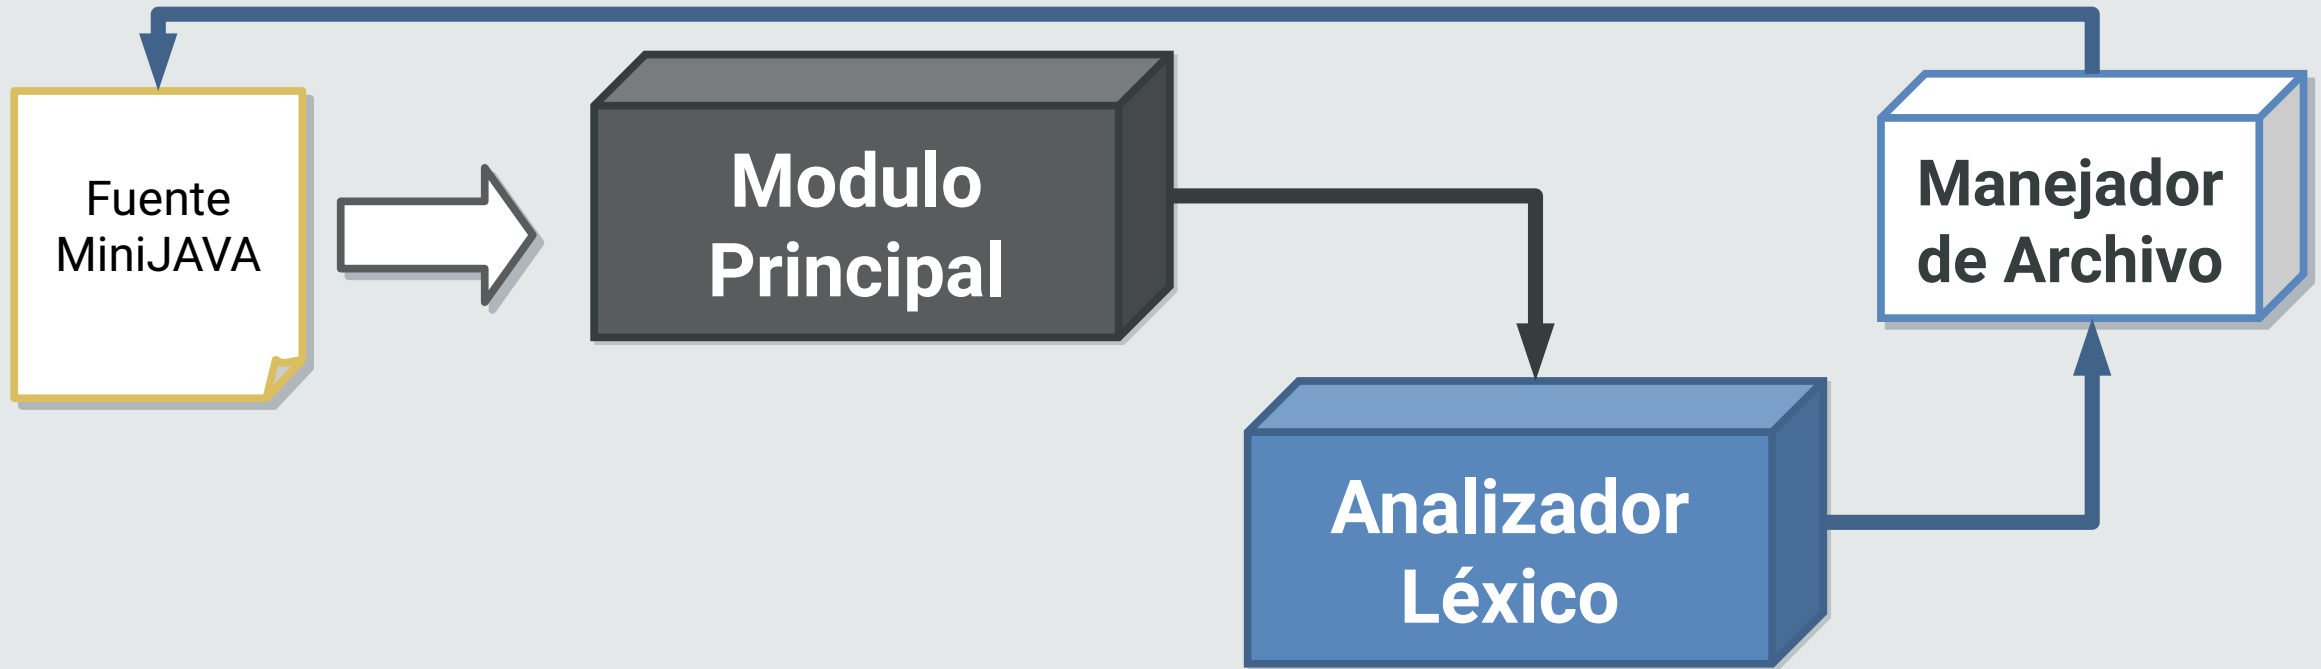 Fuente
MiniJAVA
Modulo
Principal
Manejador
de Archivo
Analizador
Léxico